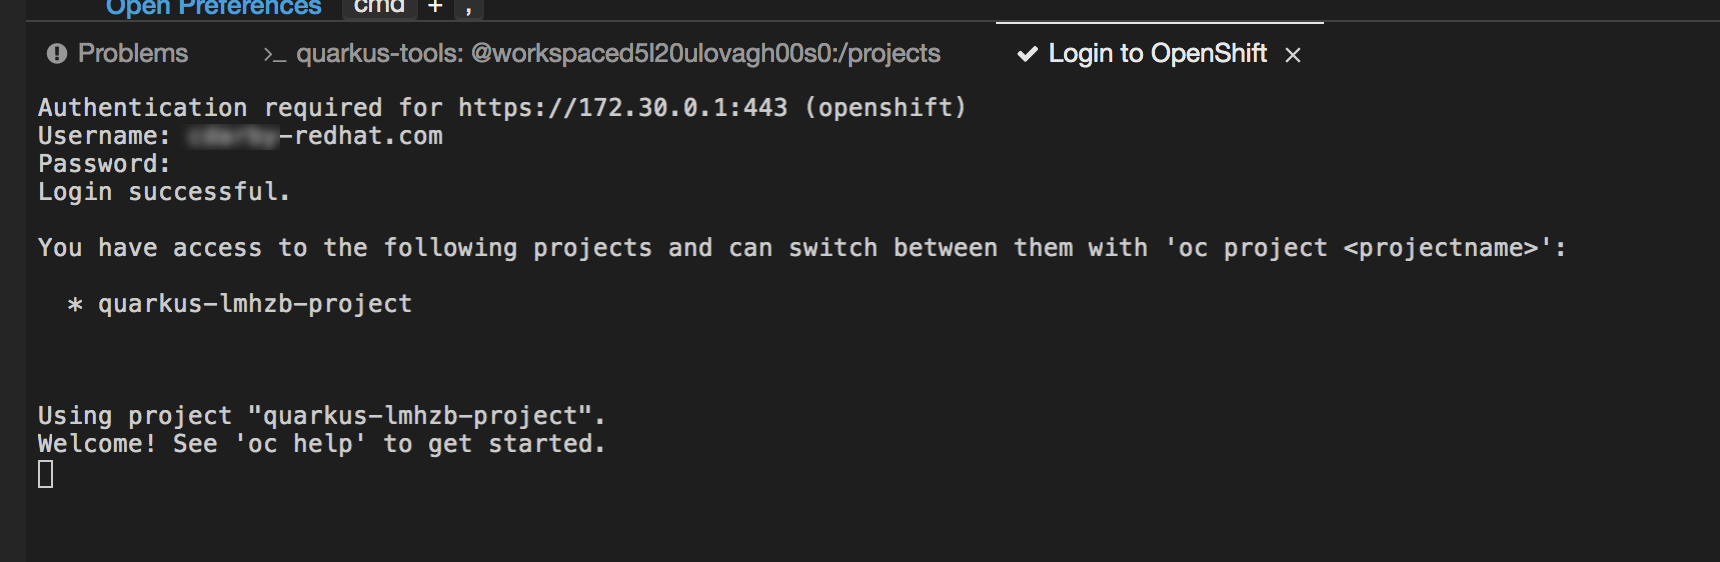 Open Preferences cmd + ,
Problems >_ quarkus-tools: @workspaced5l20ulovagh00s0:/projects Login to OpenShift ×
Authentication required for https://172.30.0.1:443 (openshift)
Username: -redhat.com
Password:
Login successful.
You have access to the following projects and can switch between them with 'oc project <projectname>':
* quarkus-lmhzb-project
Using project "quarkus-lmhzb-project".
Welcome! See 'oc help' to get started.